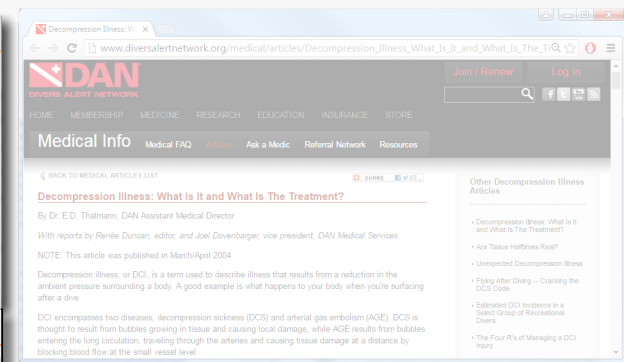 Decompression Illness: Wh
www.diversalertnetwork.org/medical/articles/Decompression_Illness_What_Is_It_and_What_Is_The_Tr
DAN
DIVERS ALERT NETWORK
Join / Renew Log In
HOME MEMBERSHIP MEDICINE RESEARCH EDUCATION INSURANCE STORE
Medical Info Medical FAQ Articles Ask a Medic Referral Network Resources
BACK TO MEDICAL ARTICLES LIST
SHARE
Decompression Illness: What Is It and What Is The Treatment?
By Dr. E.D. Thalmann, DAN Assistant Medical Director
With reports by Renée Duncan, editor, and Joel Dovenbarger, vice president, DAN Medical Services
NOTE: This article was published in March/April 2004.
Decompression illness, or DCI, is a term used to describe illness that results from a reduction in the
ambient pressure surrounding a body. A good example is what happens to your body when you're surfacing
after a dive.
DCI encompasses two diseases, decompression sickness (DCS) and arterial gas embolism (AGE). DCS is
thought to result from bubbles growing in tissue and causing local damage, while AGE results from bubbles
entering the lung circulation, traveling through the arteries and causing tissue damage at a distance by
blocking blood flow at the small vessel level.
Other Decompression Illness
Articles
Decompression Illness: What Is It
and What Is The Treatment?
Are Tissue Halftimes Real?
Unexpected Decompression Illness
Flying After Diving -- Cracking the
DCS Code
Estimated DCI Incidence in a
Select Group of Recreational
Divers
The Four R's of Managing a DCI
Injury